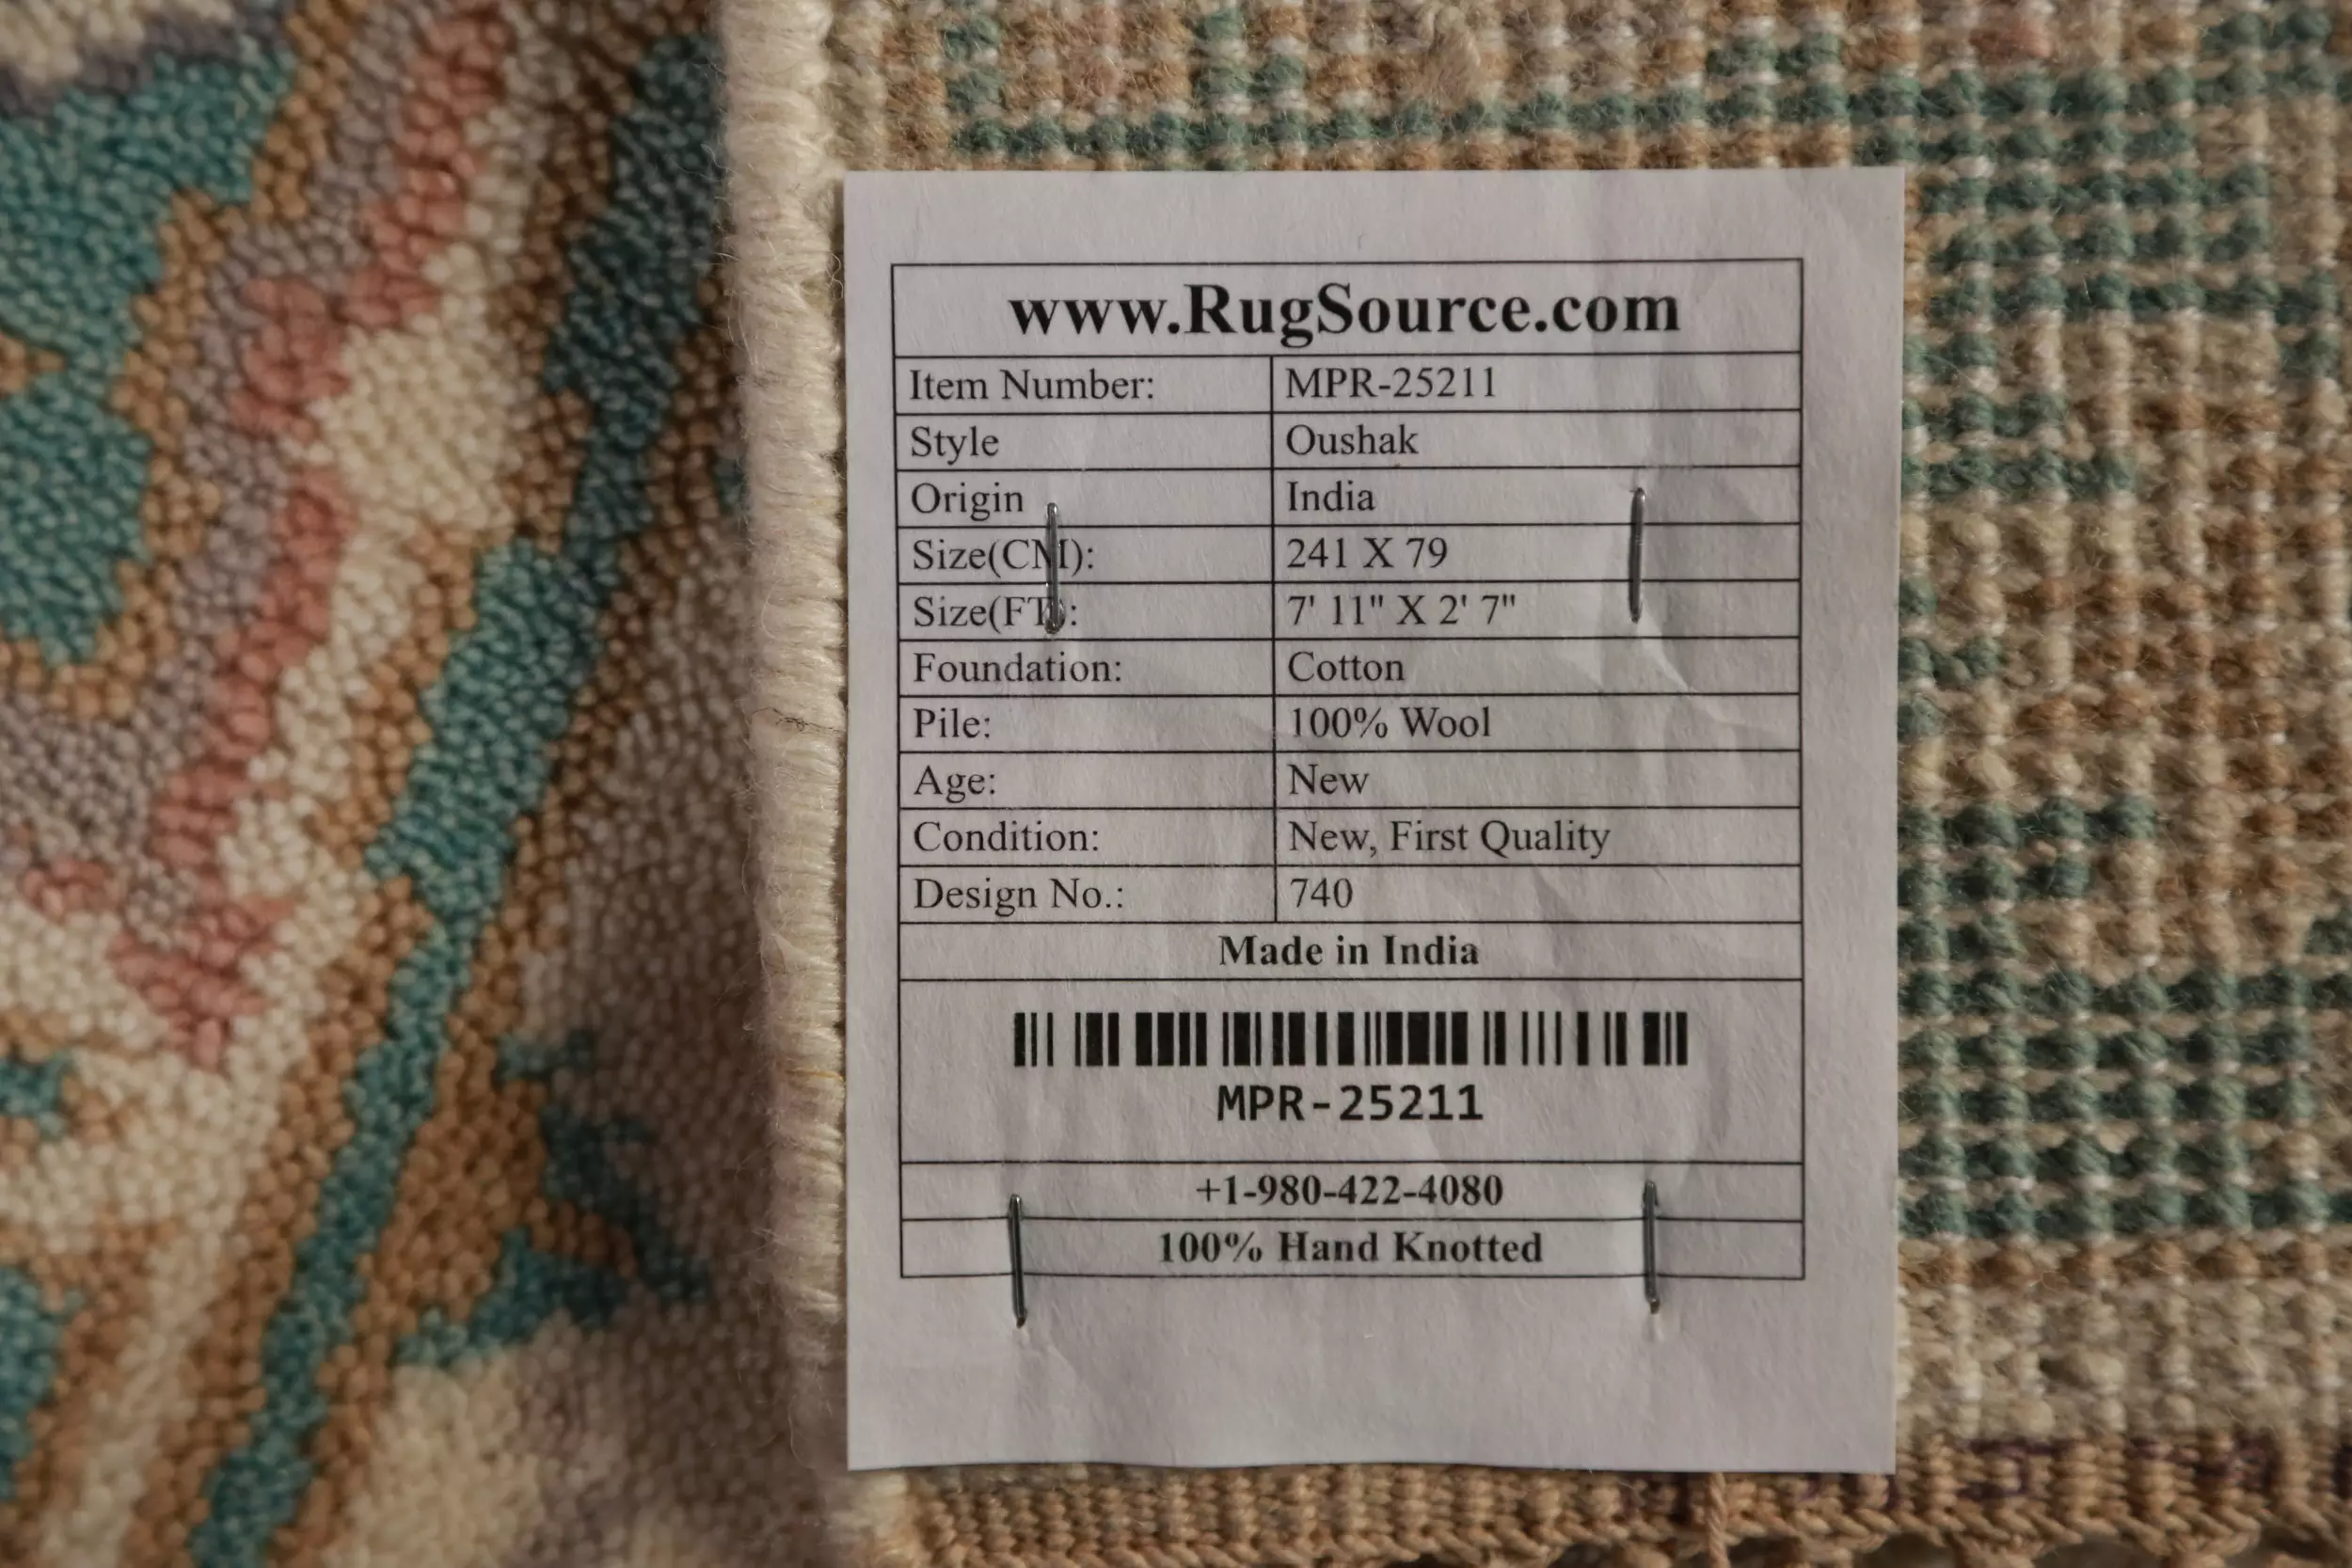 www.RugSource.com
Item Number: MPR-25211
Style Oushak
Origin India
Size(CM): 241 X 79
Size(FT): 7' 11" X 2' 7"
Foundation: Cotton
Pile: 100% Wool
Age: New
Condition: New, First Quality
Design No.: 740
Made in India
MPR-25211
+1-980-422-4080
100% Hand Knotted